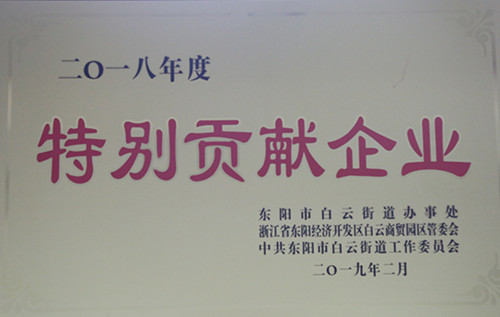 二〇一八年度
特别贡献企业
东阳市白云街道办事处
浙江省东阳经济开发区白云商贸园区管委会
中共东阳市白云街道工作委员会
二〇一九年二月